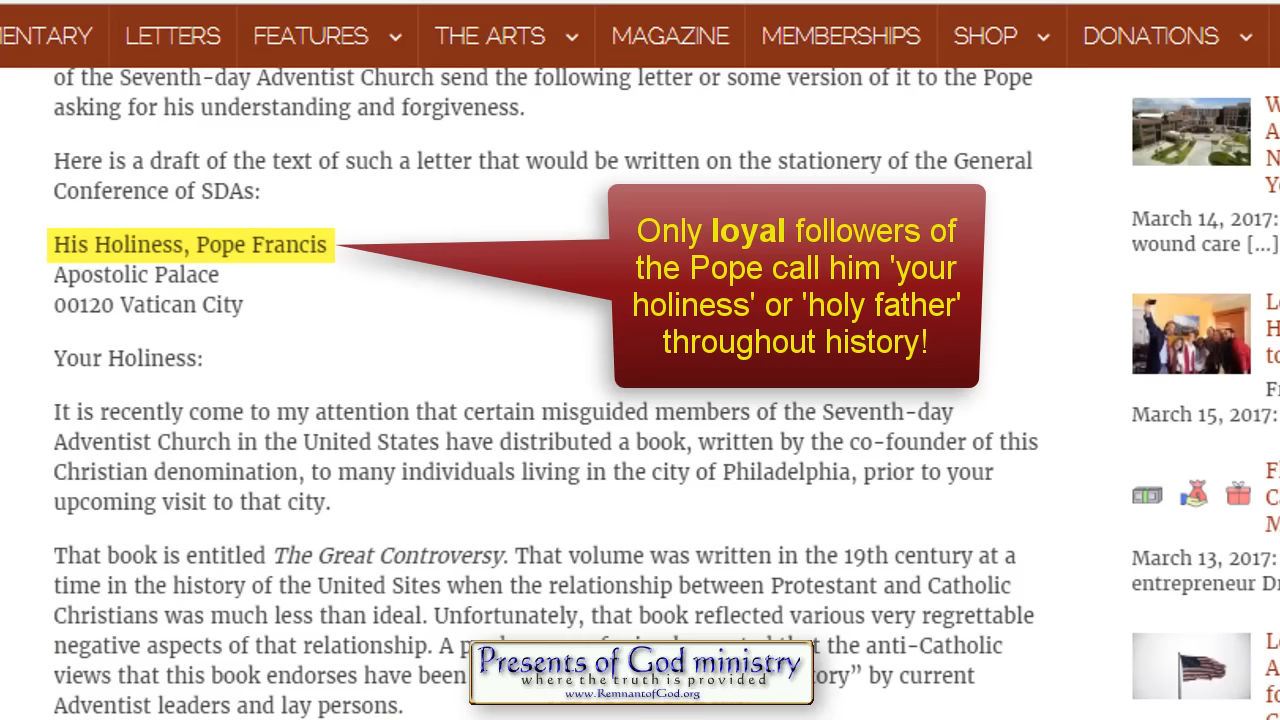 LETTERS FEATURES THE ARTS MAGAZINE MEMBERSHIPS SHOP DONATIONS
of the Seventh-day Adventist Church send the following letter or some version of it to the Pope
asking for his understanding and forgiveness.
Here is a draft of the text of such a letter that would be written on the stationery of the General
Conference of SDAs:
His Holiness, Pope Francis
Apostolic Palace
00120 Vatican City
Only loyal followers of
the Pope call him 'your
holiness' or 'holy father'
throughout history!
Your Holiness:
It is recently come to my attention that certain misguided members of the Seventh-day
Adventist Church in the United States have distributed a book, written by the co-founder of this
Christian denomination, to many individuals living in the city of Philadelphia, prior to your
upcoming visit to that city.
That book is entitled The Great Controversy. That volume was written in the 19th century at a
time in the history of the United Sites when the relationship between Protestant and Catholic
Christians was much less than ideal. Unfortunately, that book reflected various very regrettable
negative aspects of that relationship. A the anti-Catholic
views that this book endorses have been by current
Adventist leaders and lay persons.
Presents of God ministry
where the truth is provided
www.RemnantofGod.org
March 14, 2017:
wound care [...]
March 15, 2017:
March 13, 2017:
entrepreneur